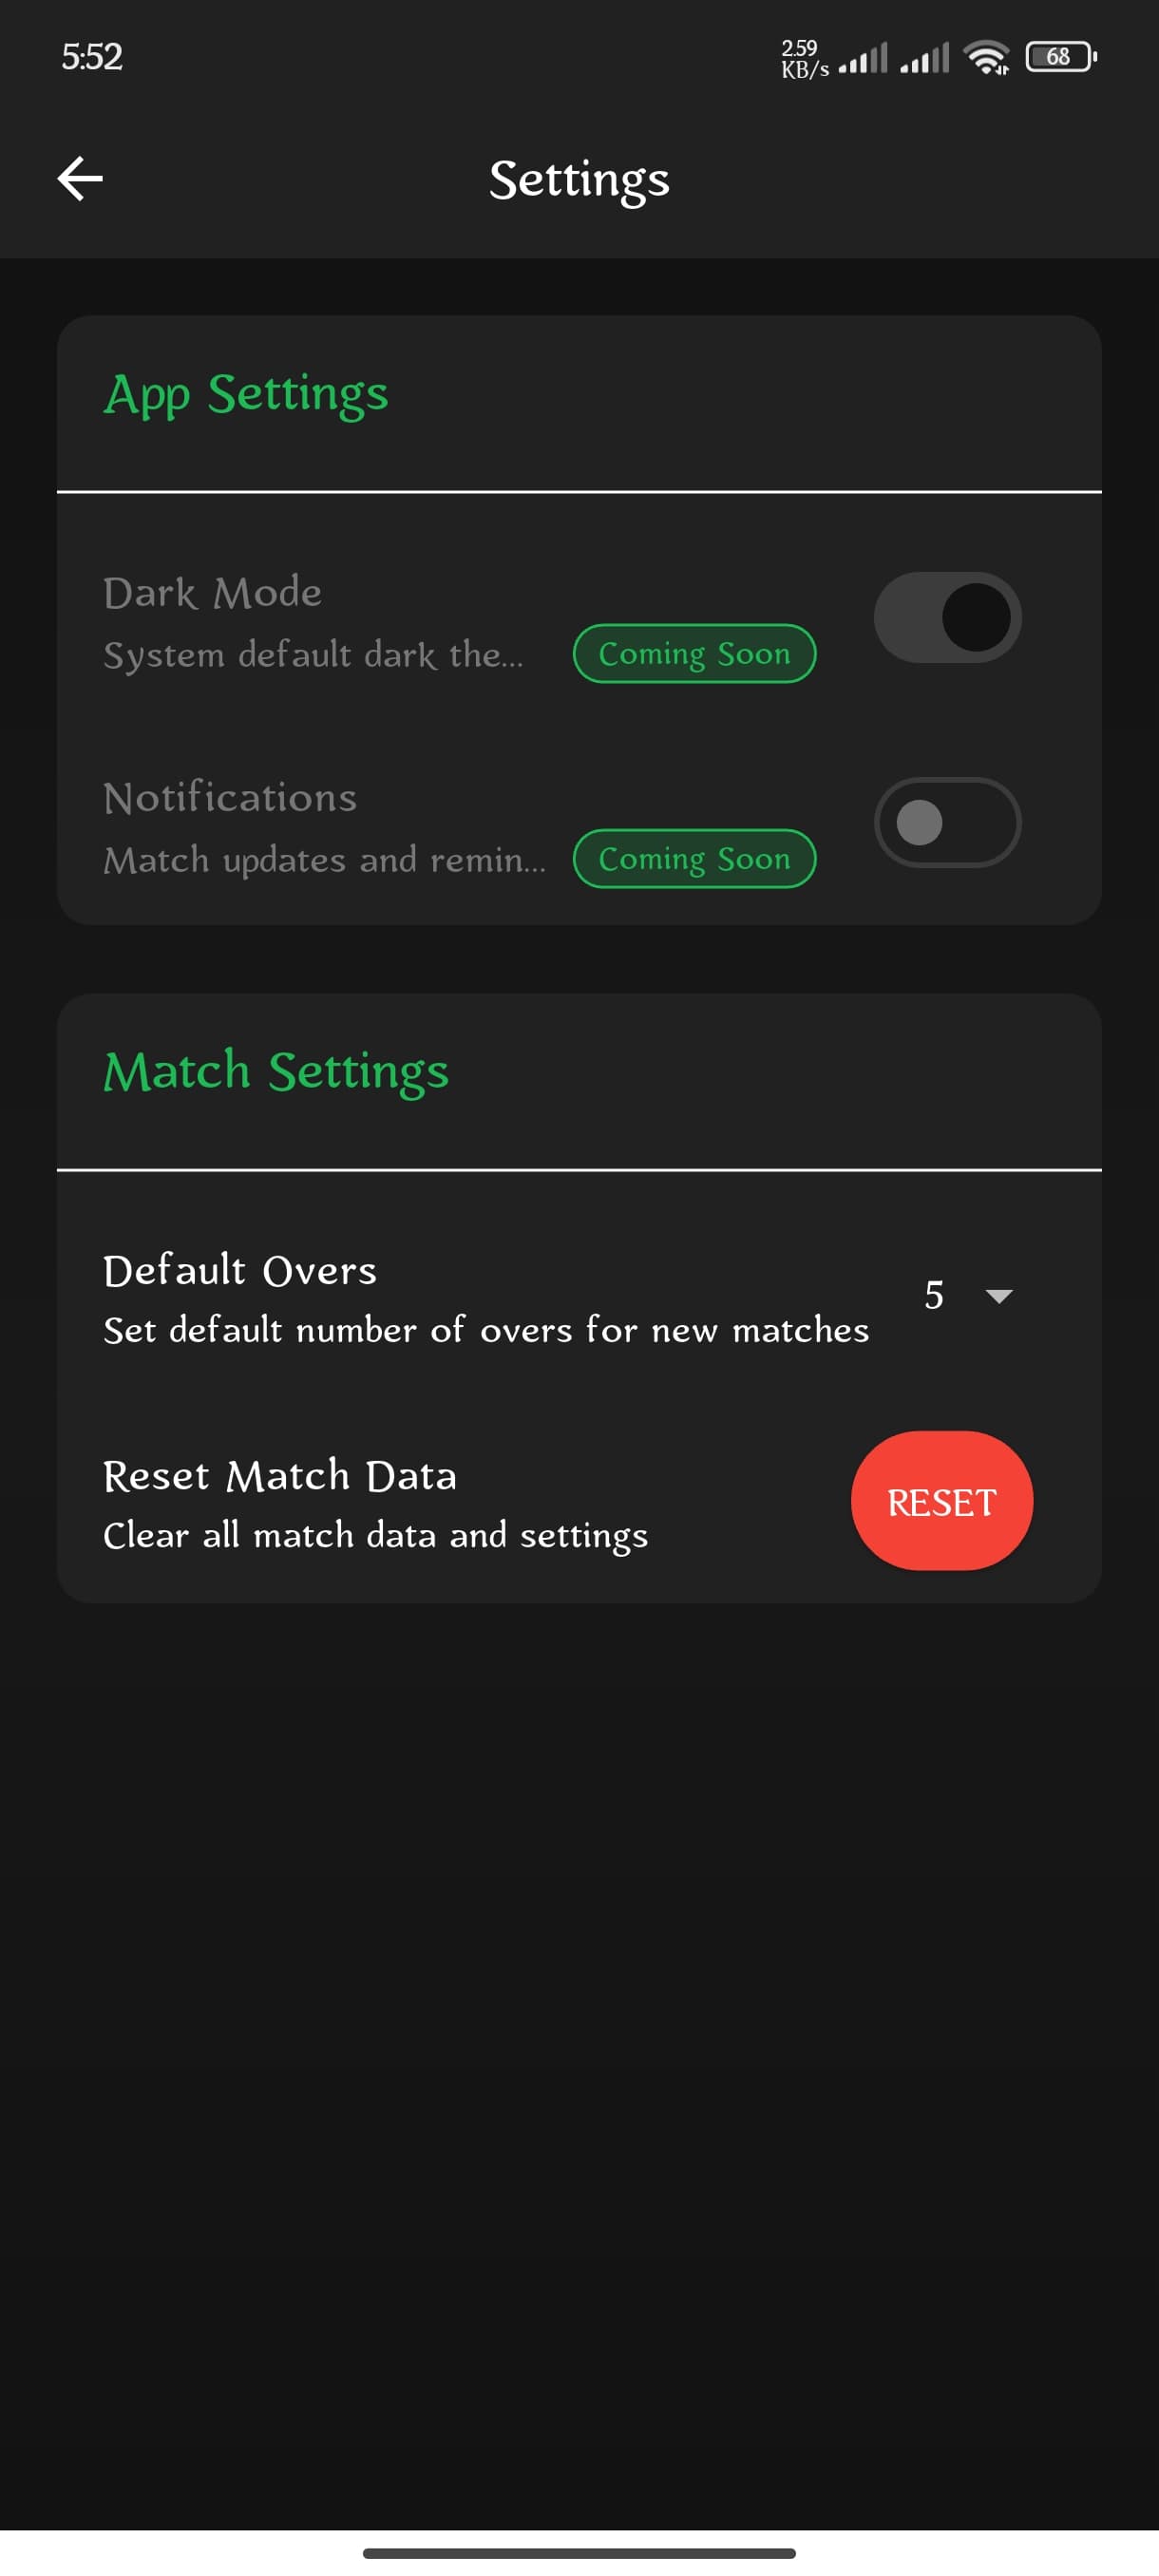 5:52
2.59
KB/s
68
Settings
App Settings
Dark Mode
System default dark the...
Coming Soon
Notifications
Match updates and remin...
Coming Soon
Match Settings
Default Overs
Set default number of overs for new matches
5
Reset Match Data
Clear all match data and settings
RESET